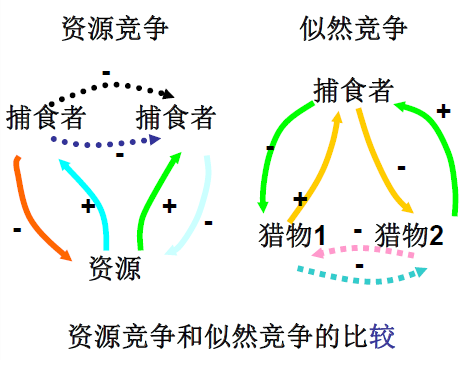 资源竞争 似然竞争
-
捕食者 捕食者 捕食者
-
- + + -
资源
- + - +
猎物1 猎物2
-
-
资源竞争和似然竞争的比较